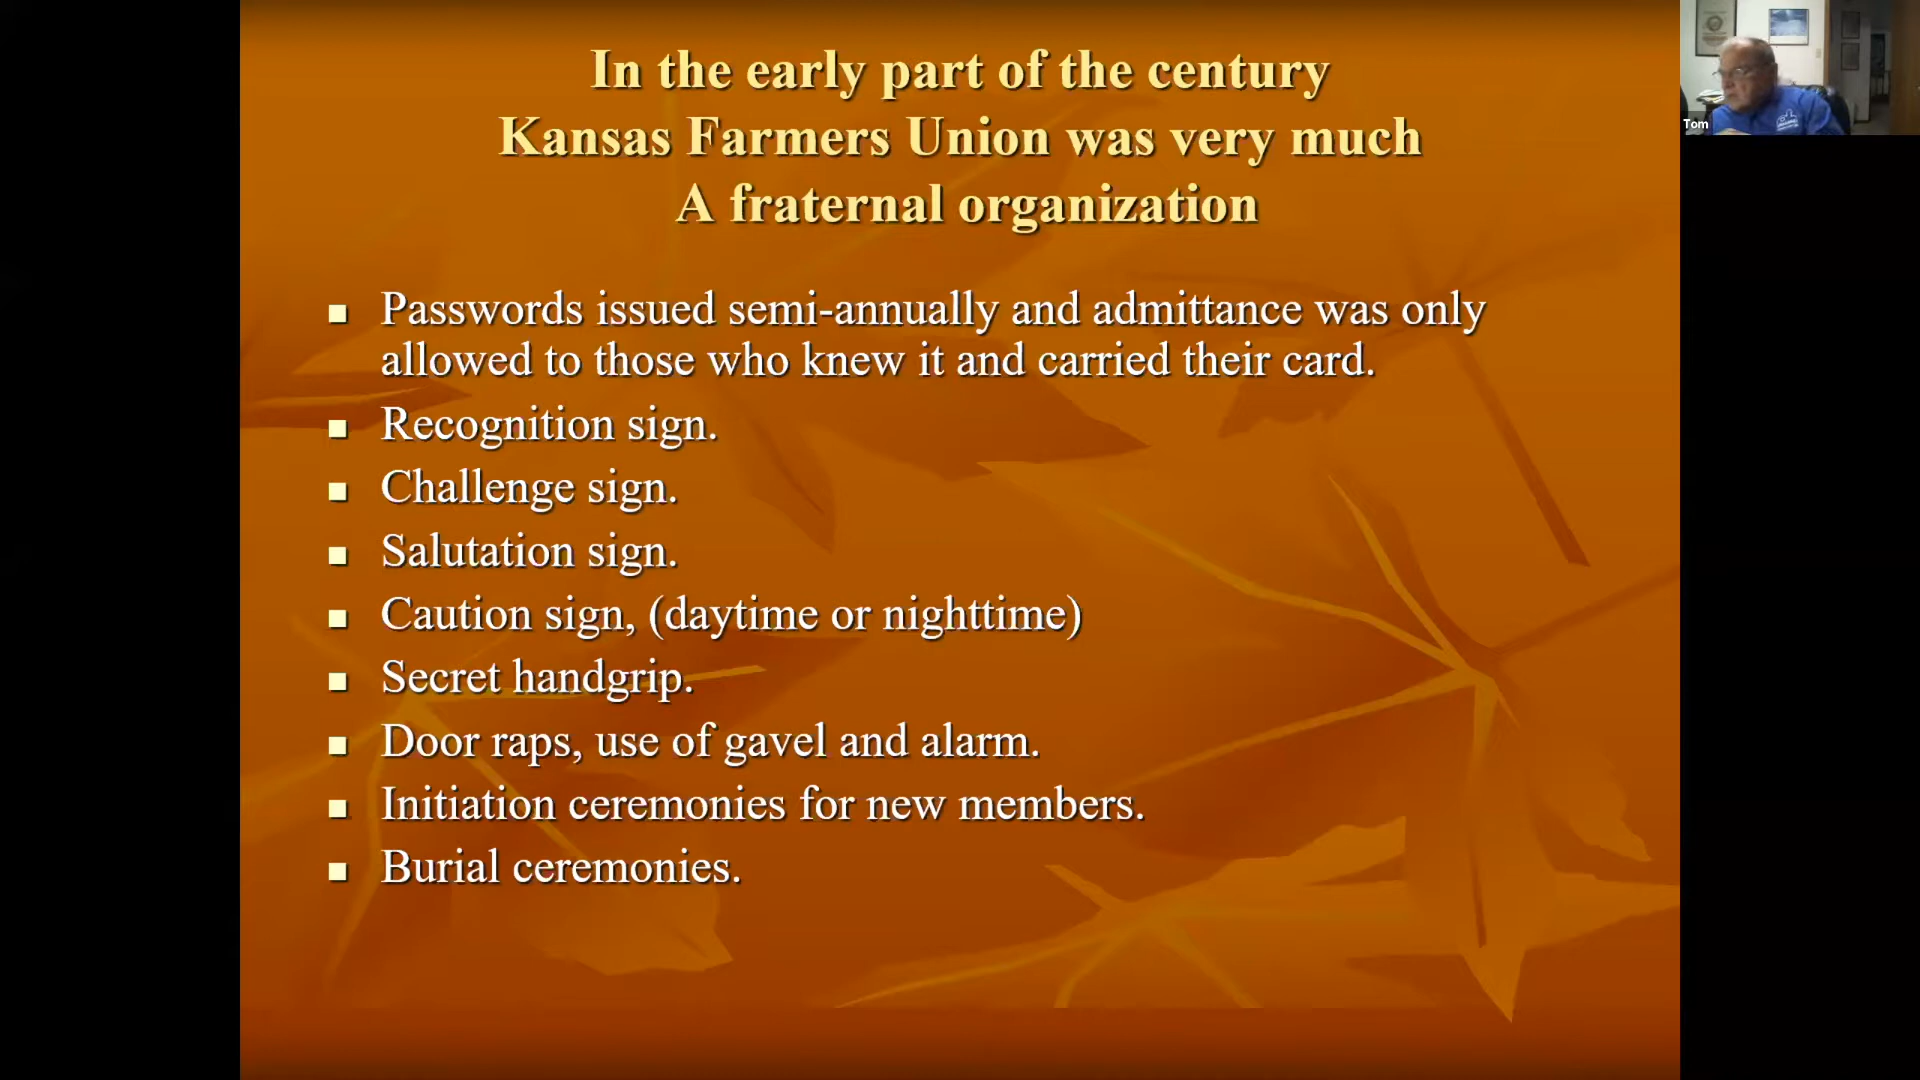 In the early part of the century
Kansas Farmers Union was very much
A fraternal organization
Passwords issued semi-annually and admittance was only
allowed to those who knew it and carried their card.
Recognition sign.
Challenge sign.
Salutation sign.
Caution sign, (daytime or nighttime)
Secret handgrip.
Door raps, use of gavel and alarm.
Initiation ceremonies for new members.
Burial ceremonies.
Tom